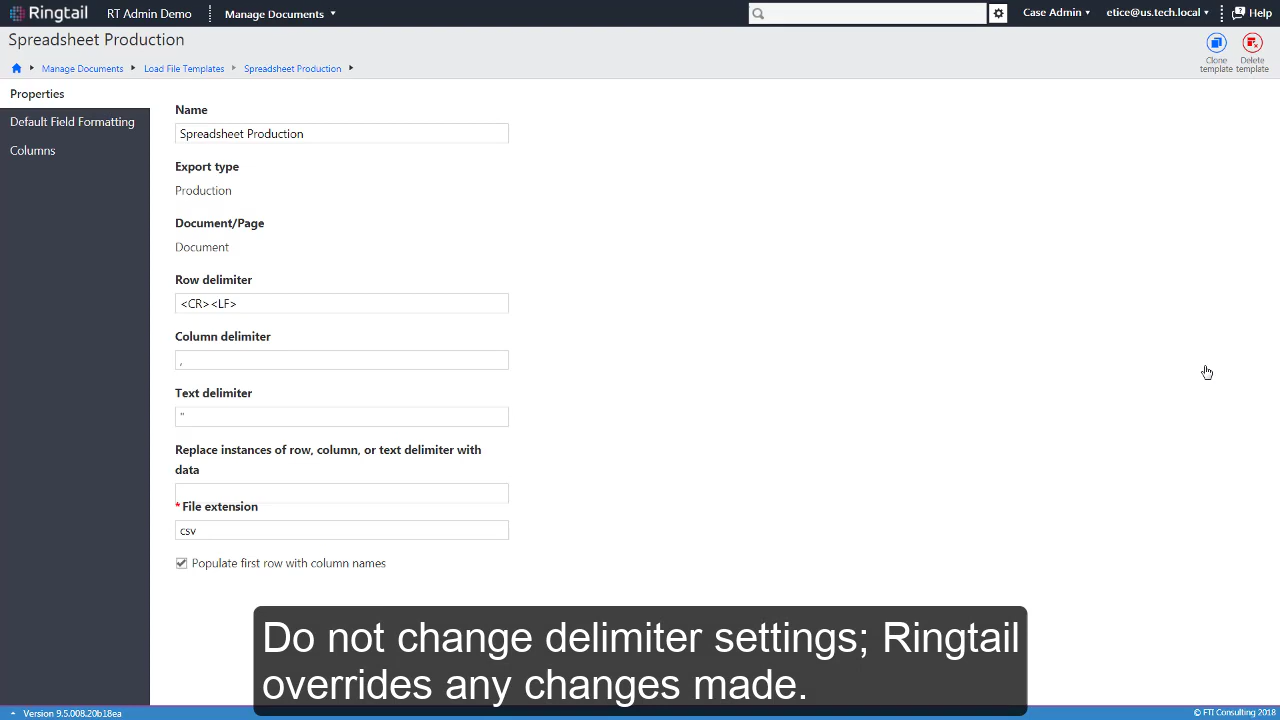 Ringtail RT Admin Demo Manage Documents Case Admin etice@us.tech.local Help
Spreadsheet Production
Manage Documents Load File Templates Spreadsheet Production
Clone template
Delete template
Properties
Default Field Formatting
Columns
Name
Spreadsheet Production
Export type
Production
Document/Page
Document
Row delimiter
<CR><LF>
Column delimiter
,
Text delimiter
"
Replace instances of row, column, or text delimiter with
data
* File extension
csv
Populate first row with column names
Do not change delimiter settings; Ringtail
overrides any changes made.
Version 9.5.008.20b18ea © FTI Consulting 2018